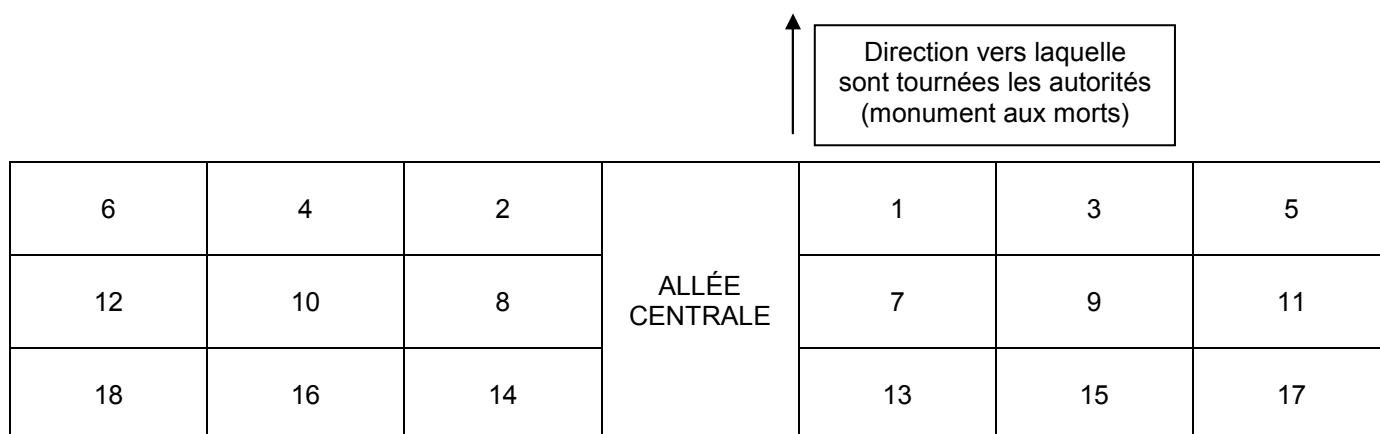 Direction vers laquelle
sont tournées les autorités
(monument aux morts)
6 4 2 1 3 5
12 10 8 ALLÉE
CENTRALE 7 9 11
18 16 14 13 15 17